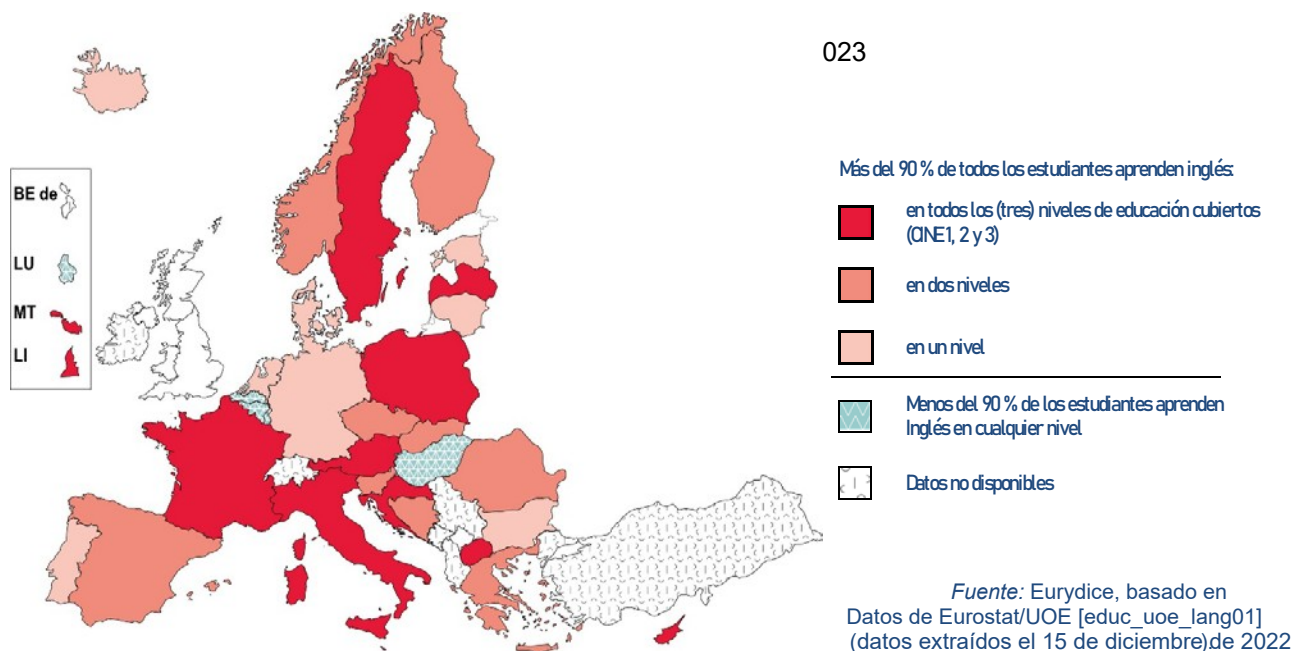 023
BE de
LU
MT
LI
Más del 90 % de todos los estudiantes aprenden inglés:
en todos los (tres) niveles de educación cubiertos
(CINE1, 2 y 3)
en dos niveles
en un nivel
Menos del 90 % de los estudiantes aprenden
Inglés en cualquier nivel
Datos no disponibles
Fuente: Eurydice, basado en
Datos de Eurostat/UOE [educ_uoe_lang01]
(datos extraídos el 15 de diciembre).de 2022